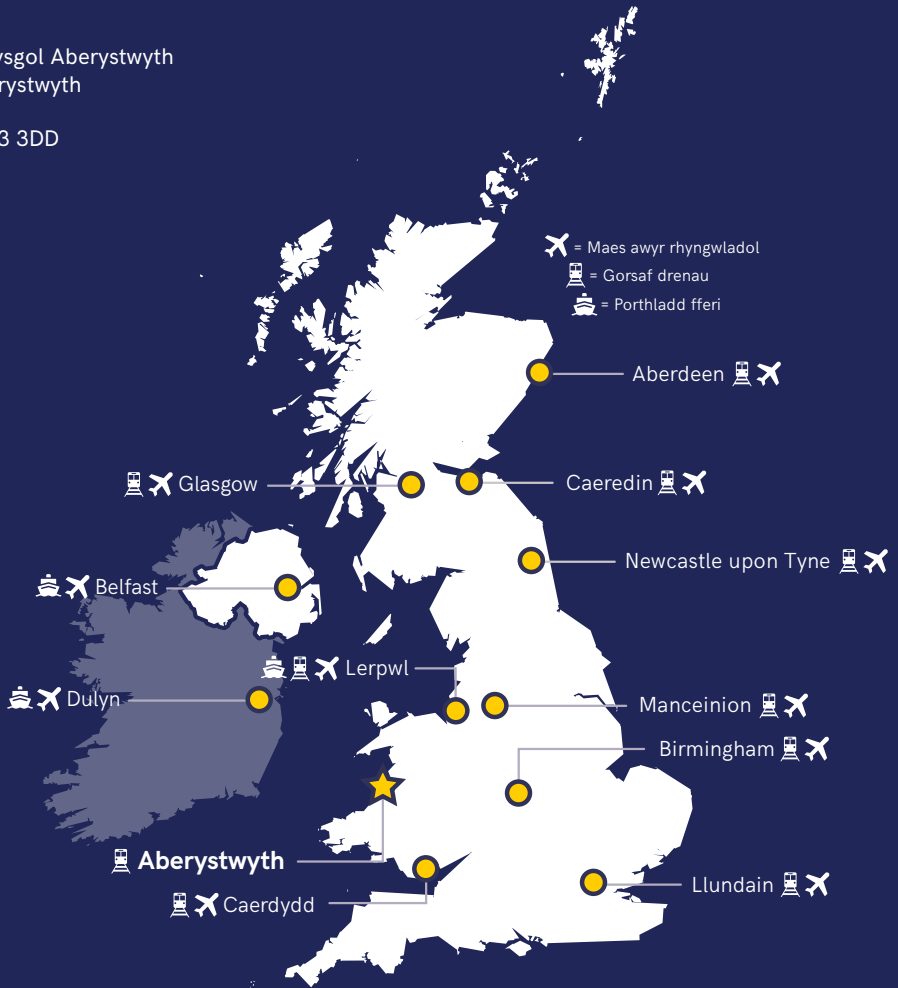 ysgol Aberystwyth
rystwyth
3 3DD
= Maes awyr rhyngwladol
= Gorsaf drenau
= Porthladd fferi
Aberdeen
Glasgow
Caeredin
Newcastle upon Tyne
Belfast
Lerpwl
Dulyn
Manceinion
Birmingham
Aberystwyth
Llundain
Caerdydd